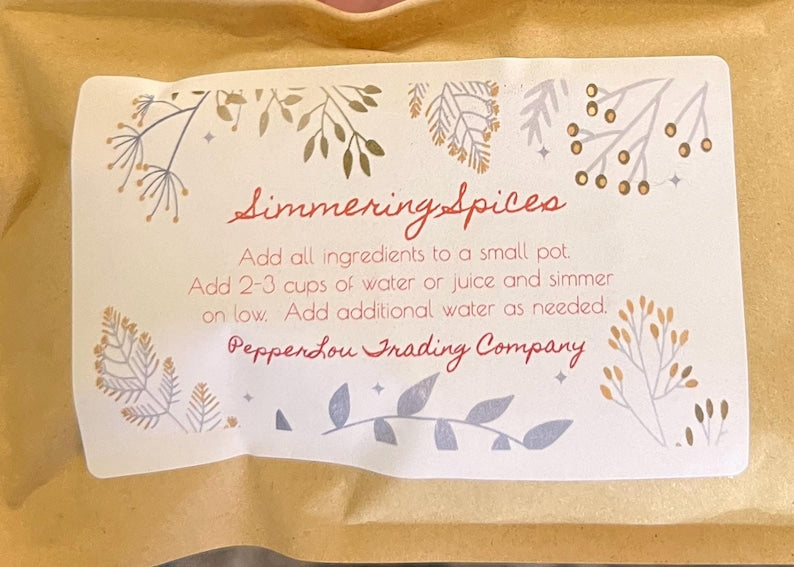 Simmering Spices
Add all ingredients to a small pot.
Add 2-3 cups of water or juice and simmer
on low. Add additional water as needed.
PepperLou Trading Company